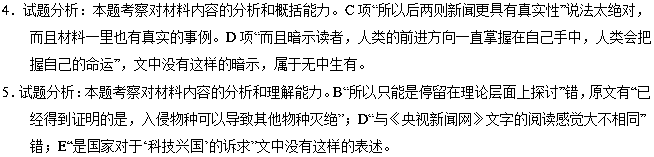 4．试题分析：本题考察对材料内容的分析和概括能力。C 项“所以后两则新闻更具有真实性”说法太绝对，
而且材料一里也有真实的事例。D 项“而且暗示读者，人类的前进方向一直掌握在自己手中，人类会把
握自己的命运”，文中没有这样的暗示，属于无中生有。
5．试题分析：本题考察对材料内容的分析和理解能力。B“所以只能是停留在理论层面上探讨”错，原文有“已
经得到证明的是，入侵物种可以导致其他物种灭绝”；D“与《央视新闻网》文字的阅读感觉大不相同”
错；E“是国家对于‘科技兴国’的诉求”文中没有这样的表述。